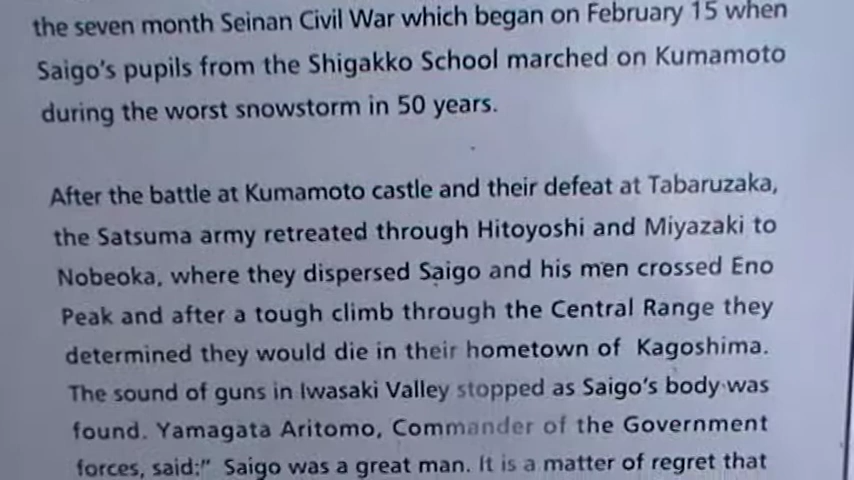 the seven month Seinan Civil War which began on February 15 when
Saigo's pupils from the Shigakko School marched on Kumamoto
during the worst snowstorm in 50 years.
After the battle at Kumamoto castle and their defeat at Tabaruzaka,
the Satsuma army retreated through Hitoyoshi and Miyazaki to
Nobeoka, where they dispersed Saigo and his men crossed Eno
Peak and after a tough climb through the Central Range they
determined they would die in their hometown of Kagoshima.
The sound of guns in Iwasaki Valley stopped as Saigo's body was
found. Yamagata Aritomo, Commander of the Government
forces, said:" Saigo was a great man. It is a matter of regret that